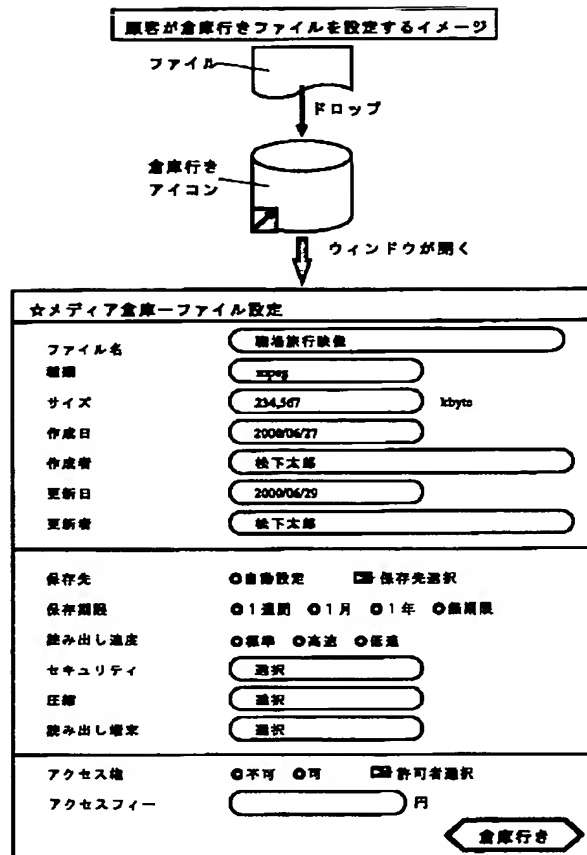 顧客が倉庫行きファイルを設定するイメージ
ファイル
ドロップ
倉庫行き
アイコン
ウィンドウが開く
☆メディア倉庫ーファイル設定
ファイル名 職場旅行映像
種類 mpeg
サイズ 234,567 kbyte
作成日 2000/06/27
作成者 松下太郎
更新日 2000/06/29
更新者 松下太郎
保存先 自動設定 保存先選択
保存期限 1週間 1月 1年 無期限
読み出し速度 標準 高速 低速
セキュリティ 選択
圧縮 選択
読み出し端末 選択
アクセス権 不可 可 許可者選択
アクセスフィー 円
倉庫行き